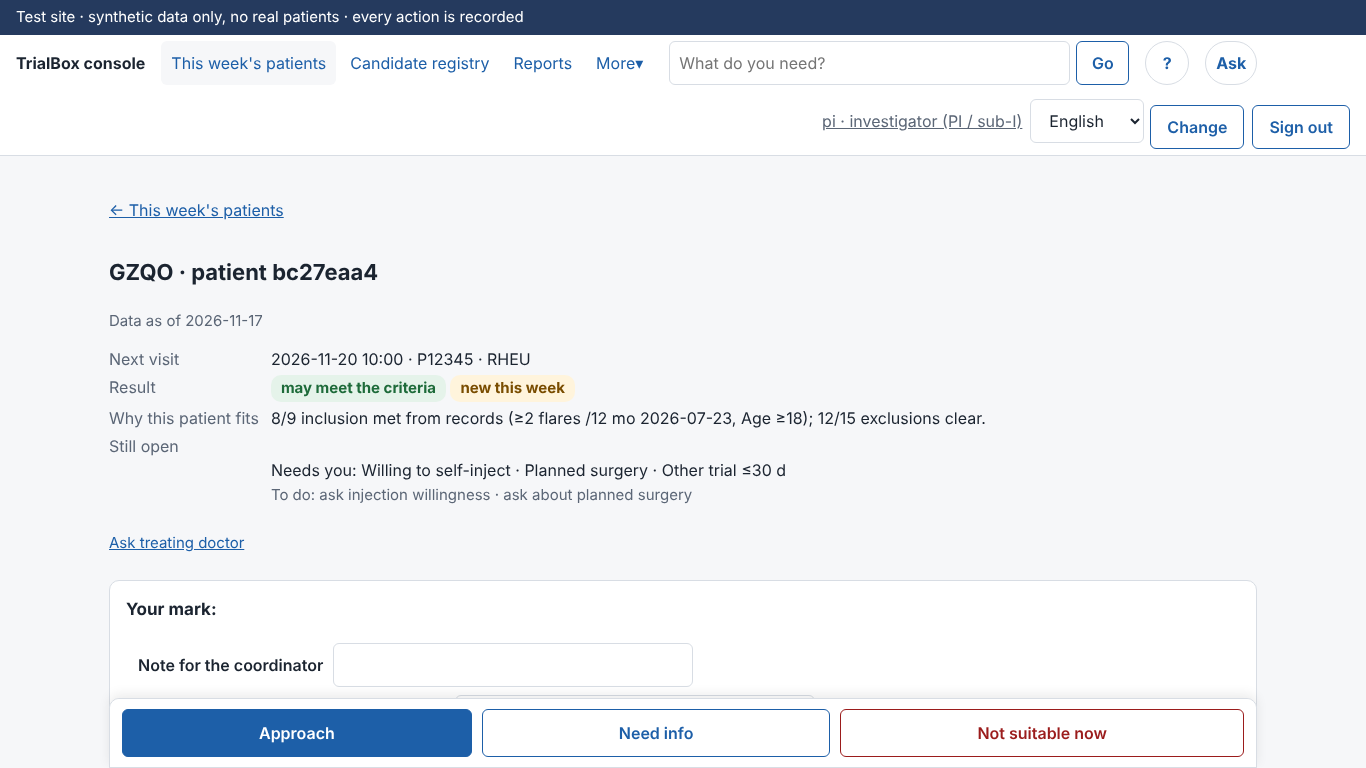 Test site · synthetic data only, no real patients · every action is recorded
TrialBox console This week's patients Candidate registry Reports More▾ What do you need? Go ? Ask
pi · investigator (PI / sub-I) English Change Sign out
← This week's patients
GZQO · patient bc27eaa4
Data as of 2026-11-17
Next visit 2026-11-20 10:00 · P12345 · RHEU
Result may meet the criteria new this week
Why this patient fits 8/9 inclusion met from records (≥2 flares /12 mo 2026-07-23, Age ≥18); 12/15 exclusions clear.
Still open
Needs you: Willing to self-inject · Planned surgery · Other trial ≤30 d
To do: ask injection willingness · ask about planned surgery
Ask treating doctor
Your mark:
Note for the coordinator
Approach Need info Not suitable now